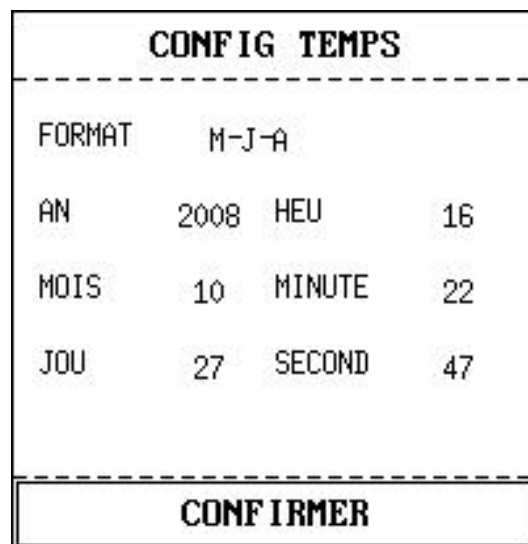 CONFIG TEMPS
FORMAT M-J-A
AN 2008 HEU 16
MOIS 10 MINUTE 22
JOU 27 SECOND 47
CONFIRMER